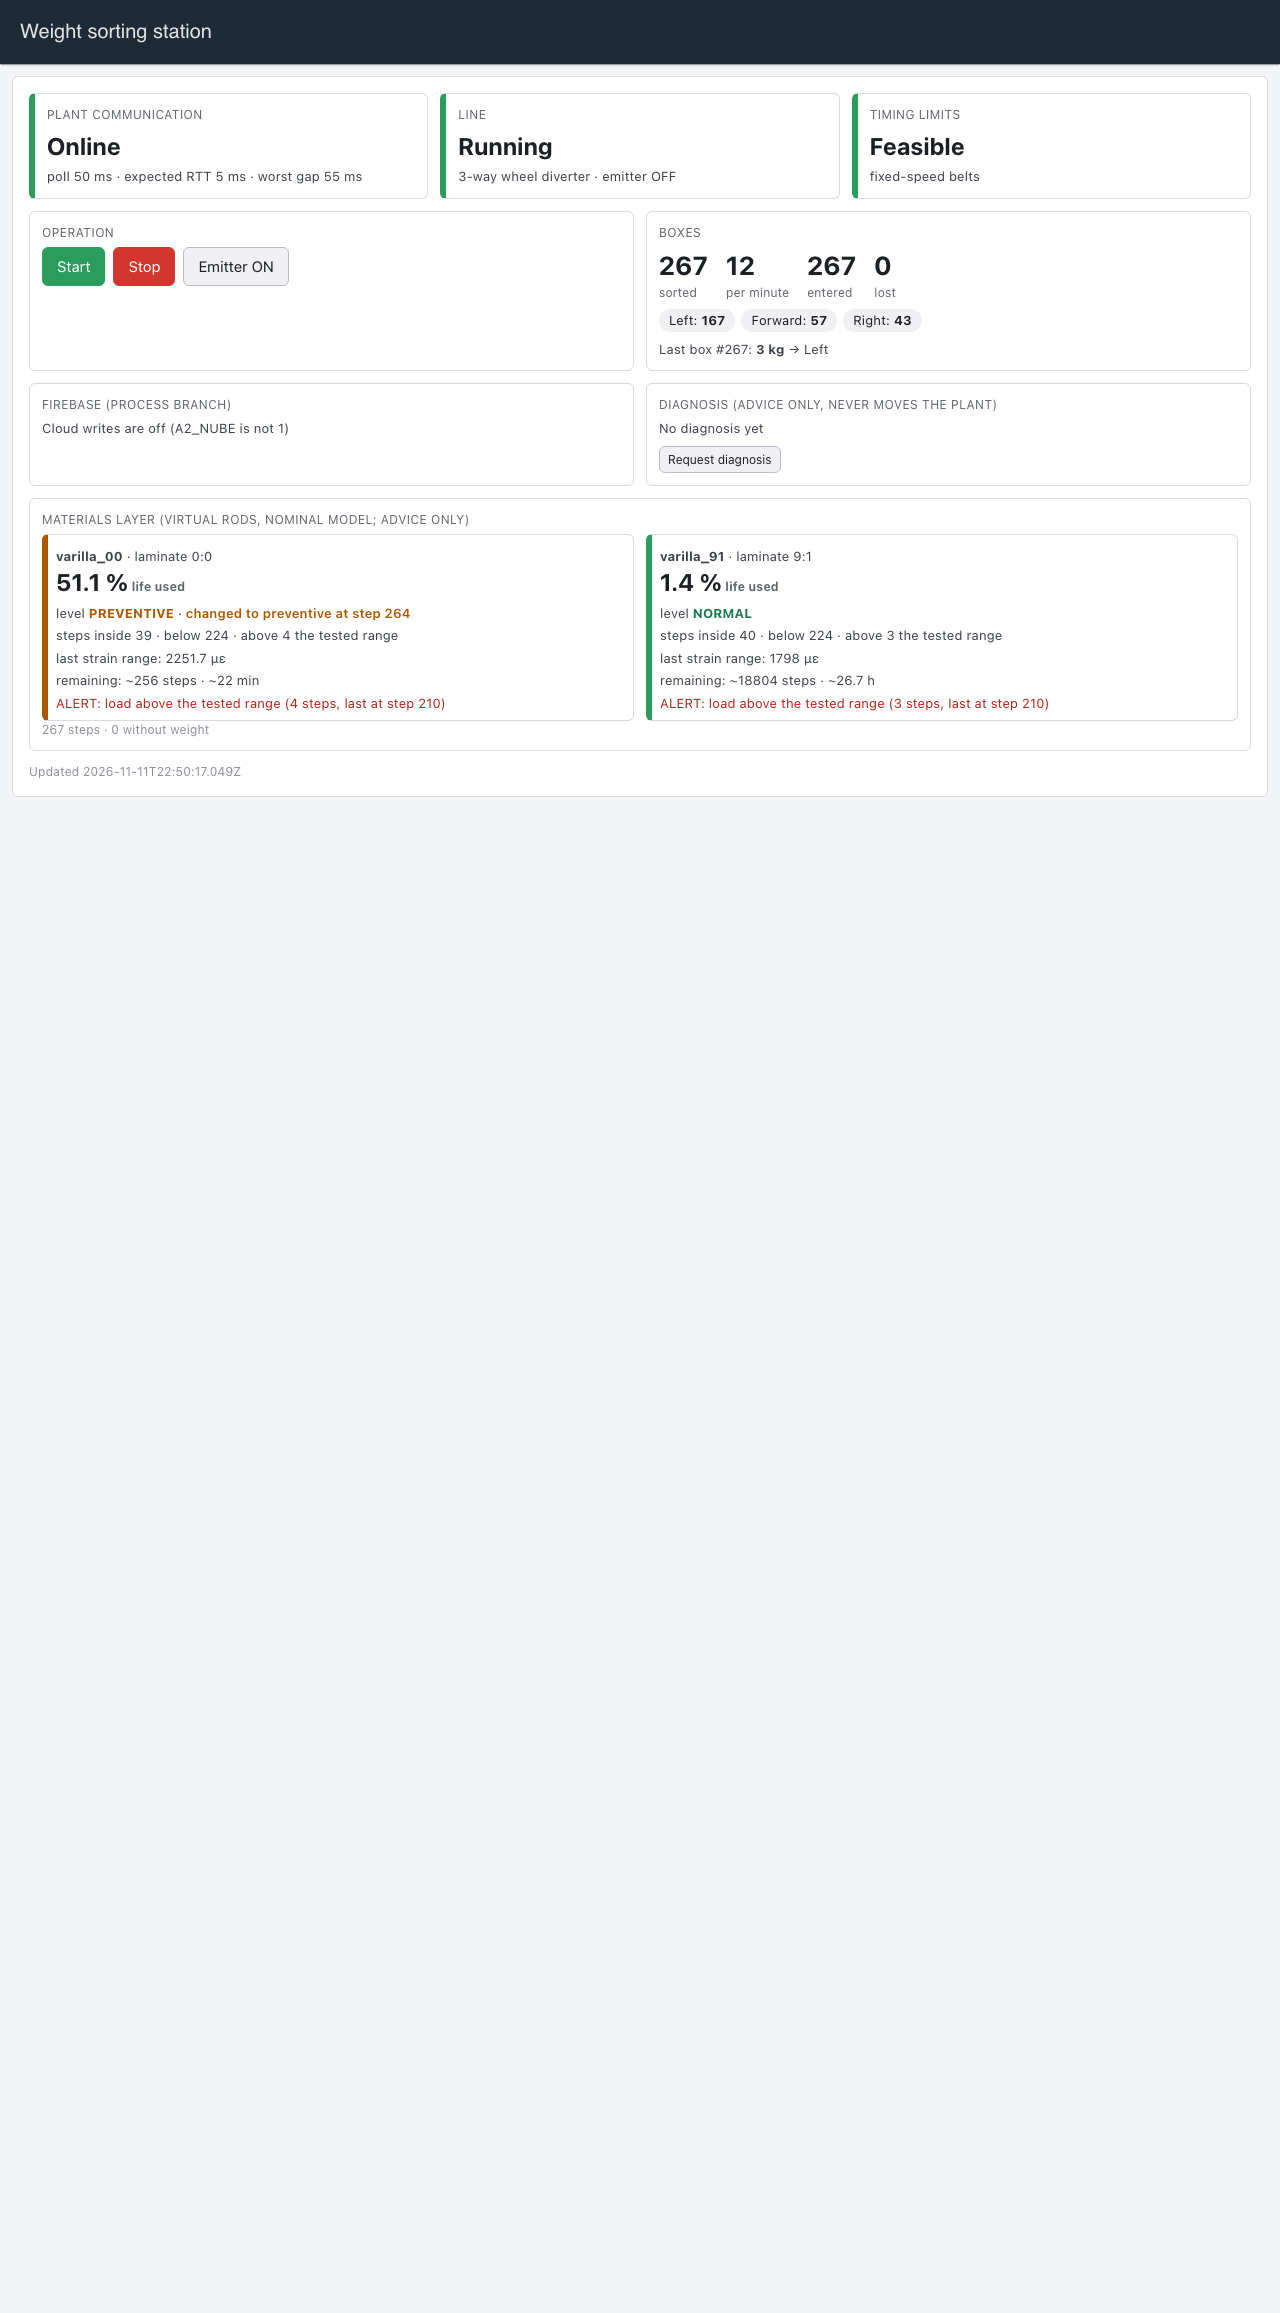 Weight sorting station
PLANT COMMUNICATION
Online
poll 50 ms · expected RTT 5 ms · worst gap 55 ms
LINE
Running
3-way wheel diverter · emitter OFF
TIMING LIMITS
Feasible
fixed-speed belts
OPERATION
Start Stop Emitter ON
BOXES
267 12 267 0
sorted per minute entered lost
Left: 167 Forward: 57 Right: 43
Last box #267: 3 kg → Left
FIREBASE (PROCESS BRANCH)
Cloud writes are off (A2_NUBE is not 1)
DIAGNOSIS (ADVICE ONLY, NEVER MOVES THE PLANT)
No diagnosis yet
Request diagnosis
MATERIALS LAYER (VIRTUAL RODS, NOMINAL MODEL; ADVICE ONLY)
varilla_00 · laminate 0:0
51.1 % life used
level PREVENTIVE · changed to preventive at step 264
steps inside 39 · below 224 · above 4 the tested range
last strain range: 2251.7 με
remaining: ~256 steps · ~22 min
ALERT: load above the tested range (4 steps, last at step 210)
varilla_91 · laminate 9:1
1.4 % life used
level NORMAL
steps inside 40 · below 224 · above 3 the tested range
last strain range: 1798 με
remaining: ~18804 steps · ~26.7 h
ALERT: load above the tested range (3 steps, last at step 210)
267 steps · 0 without weight
Updated 2026-11-11T22:50:17.049Z